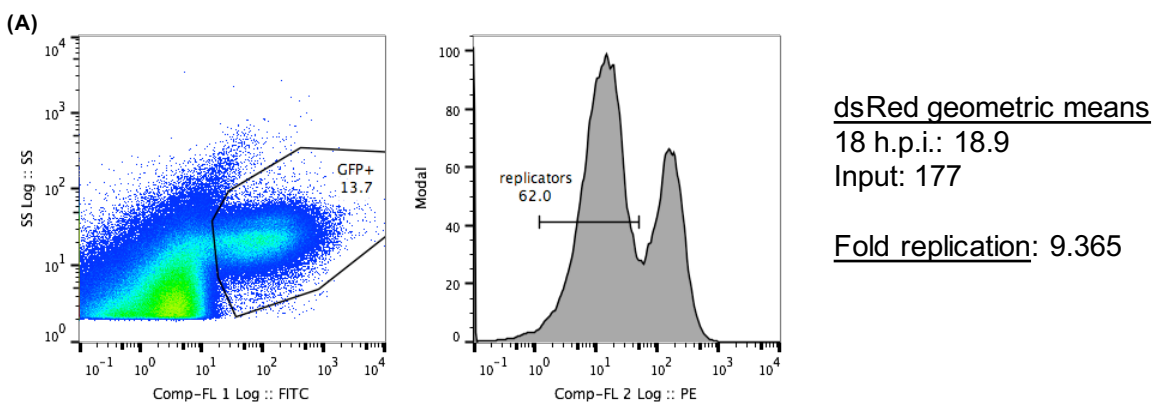 (A)
10^4
10^3
10^2
10^1
10^0
SS Log :: SS
GFP+
13.7
10^-1 10^0 10^1 10^2 10^3 10^4
Comp-FL 1 Log :: FITC
100
80
60
40
20
0
Modal
replicators
62.0
10^-1 10^0 10^1 10^2 10^3 10^4
Comp-FL 2 Log :: PE
dsRed geometric means
18 h.p.i.: 18.9
Input: 177
Fold replication: 9.365